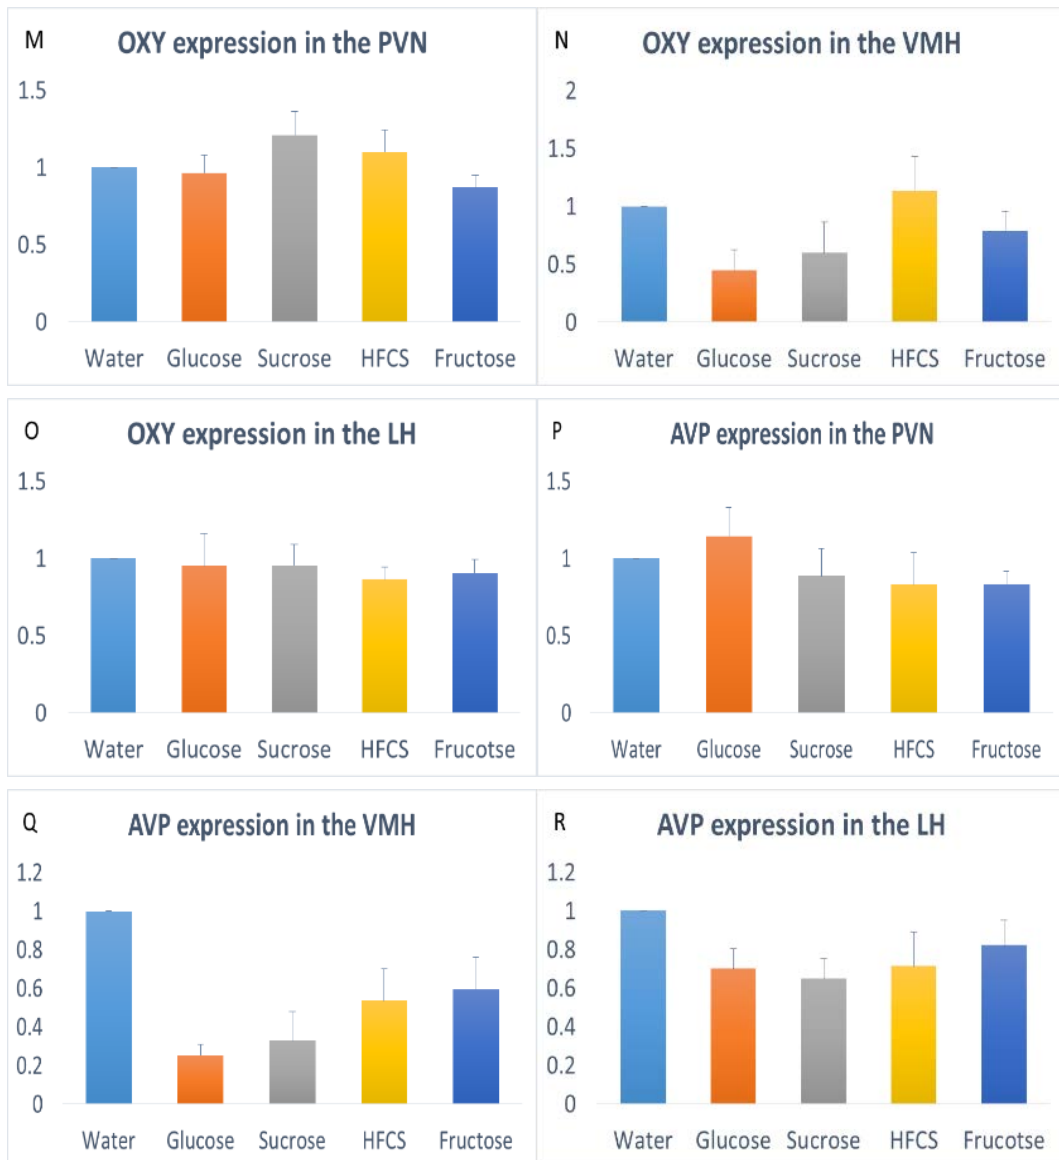 M OXY expression in the PVN
1.5
1
0.5
0
Water Glucose Sucrose HFCS Fructose
N OXY expression in the VMH
2
1.5
1
0.5
0
Water Glucose Sucrose HFCS Fructose
O OXY expression in the LH
1.5
1
0.5
0
Water Glucose Sucrose HFCS Frucotse
P AVP expression in the PVN
1.5
1
0.5
0
Water Glucose Sucrose HFCS Fructose
Q AVP expression in the VMH
1.2
1
0.8
0.6
0.4
0.2
0
Water Glucose Sucrose HFCS Fructose
R AVP expression in the LH
1.2
1
0.8
0.6
0.4
0.2
0
Water Glucose Sucrose HFCS Frucotse